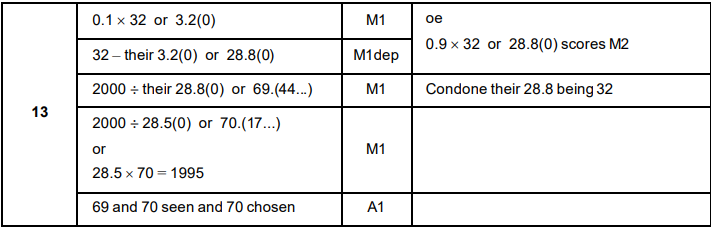 0.1 × 32 or 3.2(0)
M1
oe
0.9 × 32 or 28.8(0) scores M2
32 – their 3.2(0) or 28.8(0)
M1dep
13
2000 ÷ their 28.8(0) or 69.(44...)
M1
Condone their 28.8 being 32
2000 ÷ 28.5(0) or 70.(17...)
or
28.5 × 70 = 1995
M1
69 and 70 seen and 70 chosen
A1